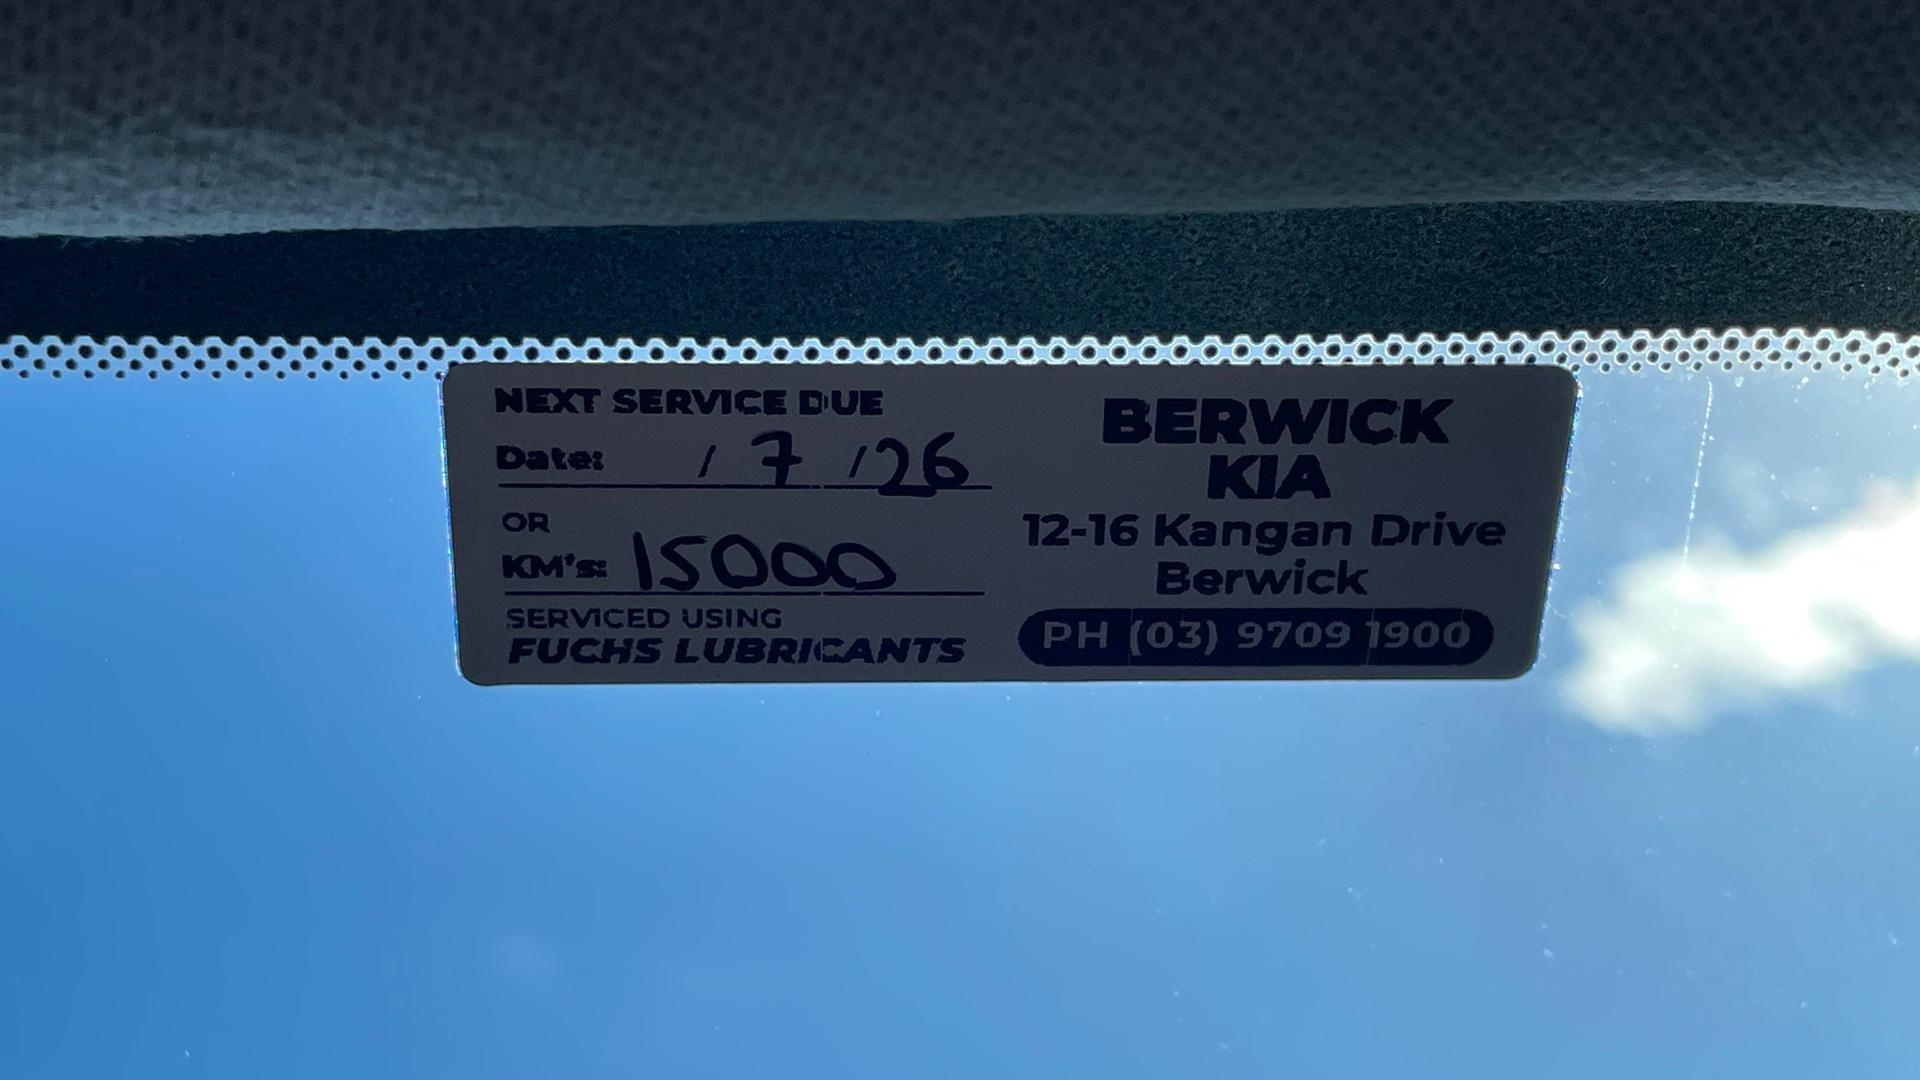 NEXT SERVICE DUE
Date: / 7 / 26
OR
KM's: 15000
SERVICED USING
FUCHS LUBRICANTS
BERWICK
KIA
12-16 Kangan Drive
Berwick
PH (03) 9709 1900